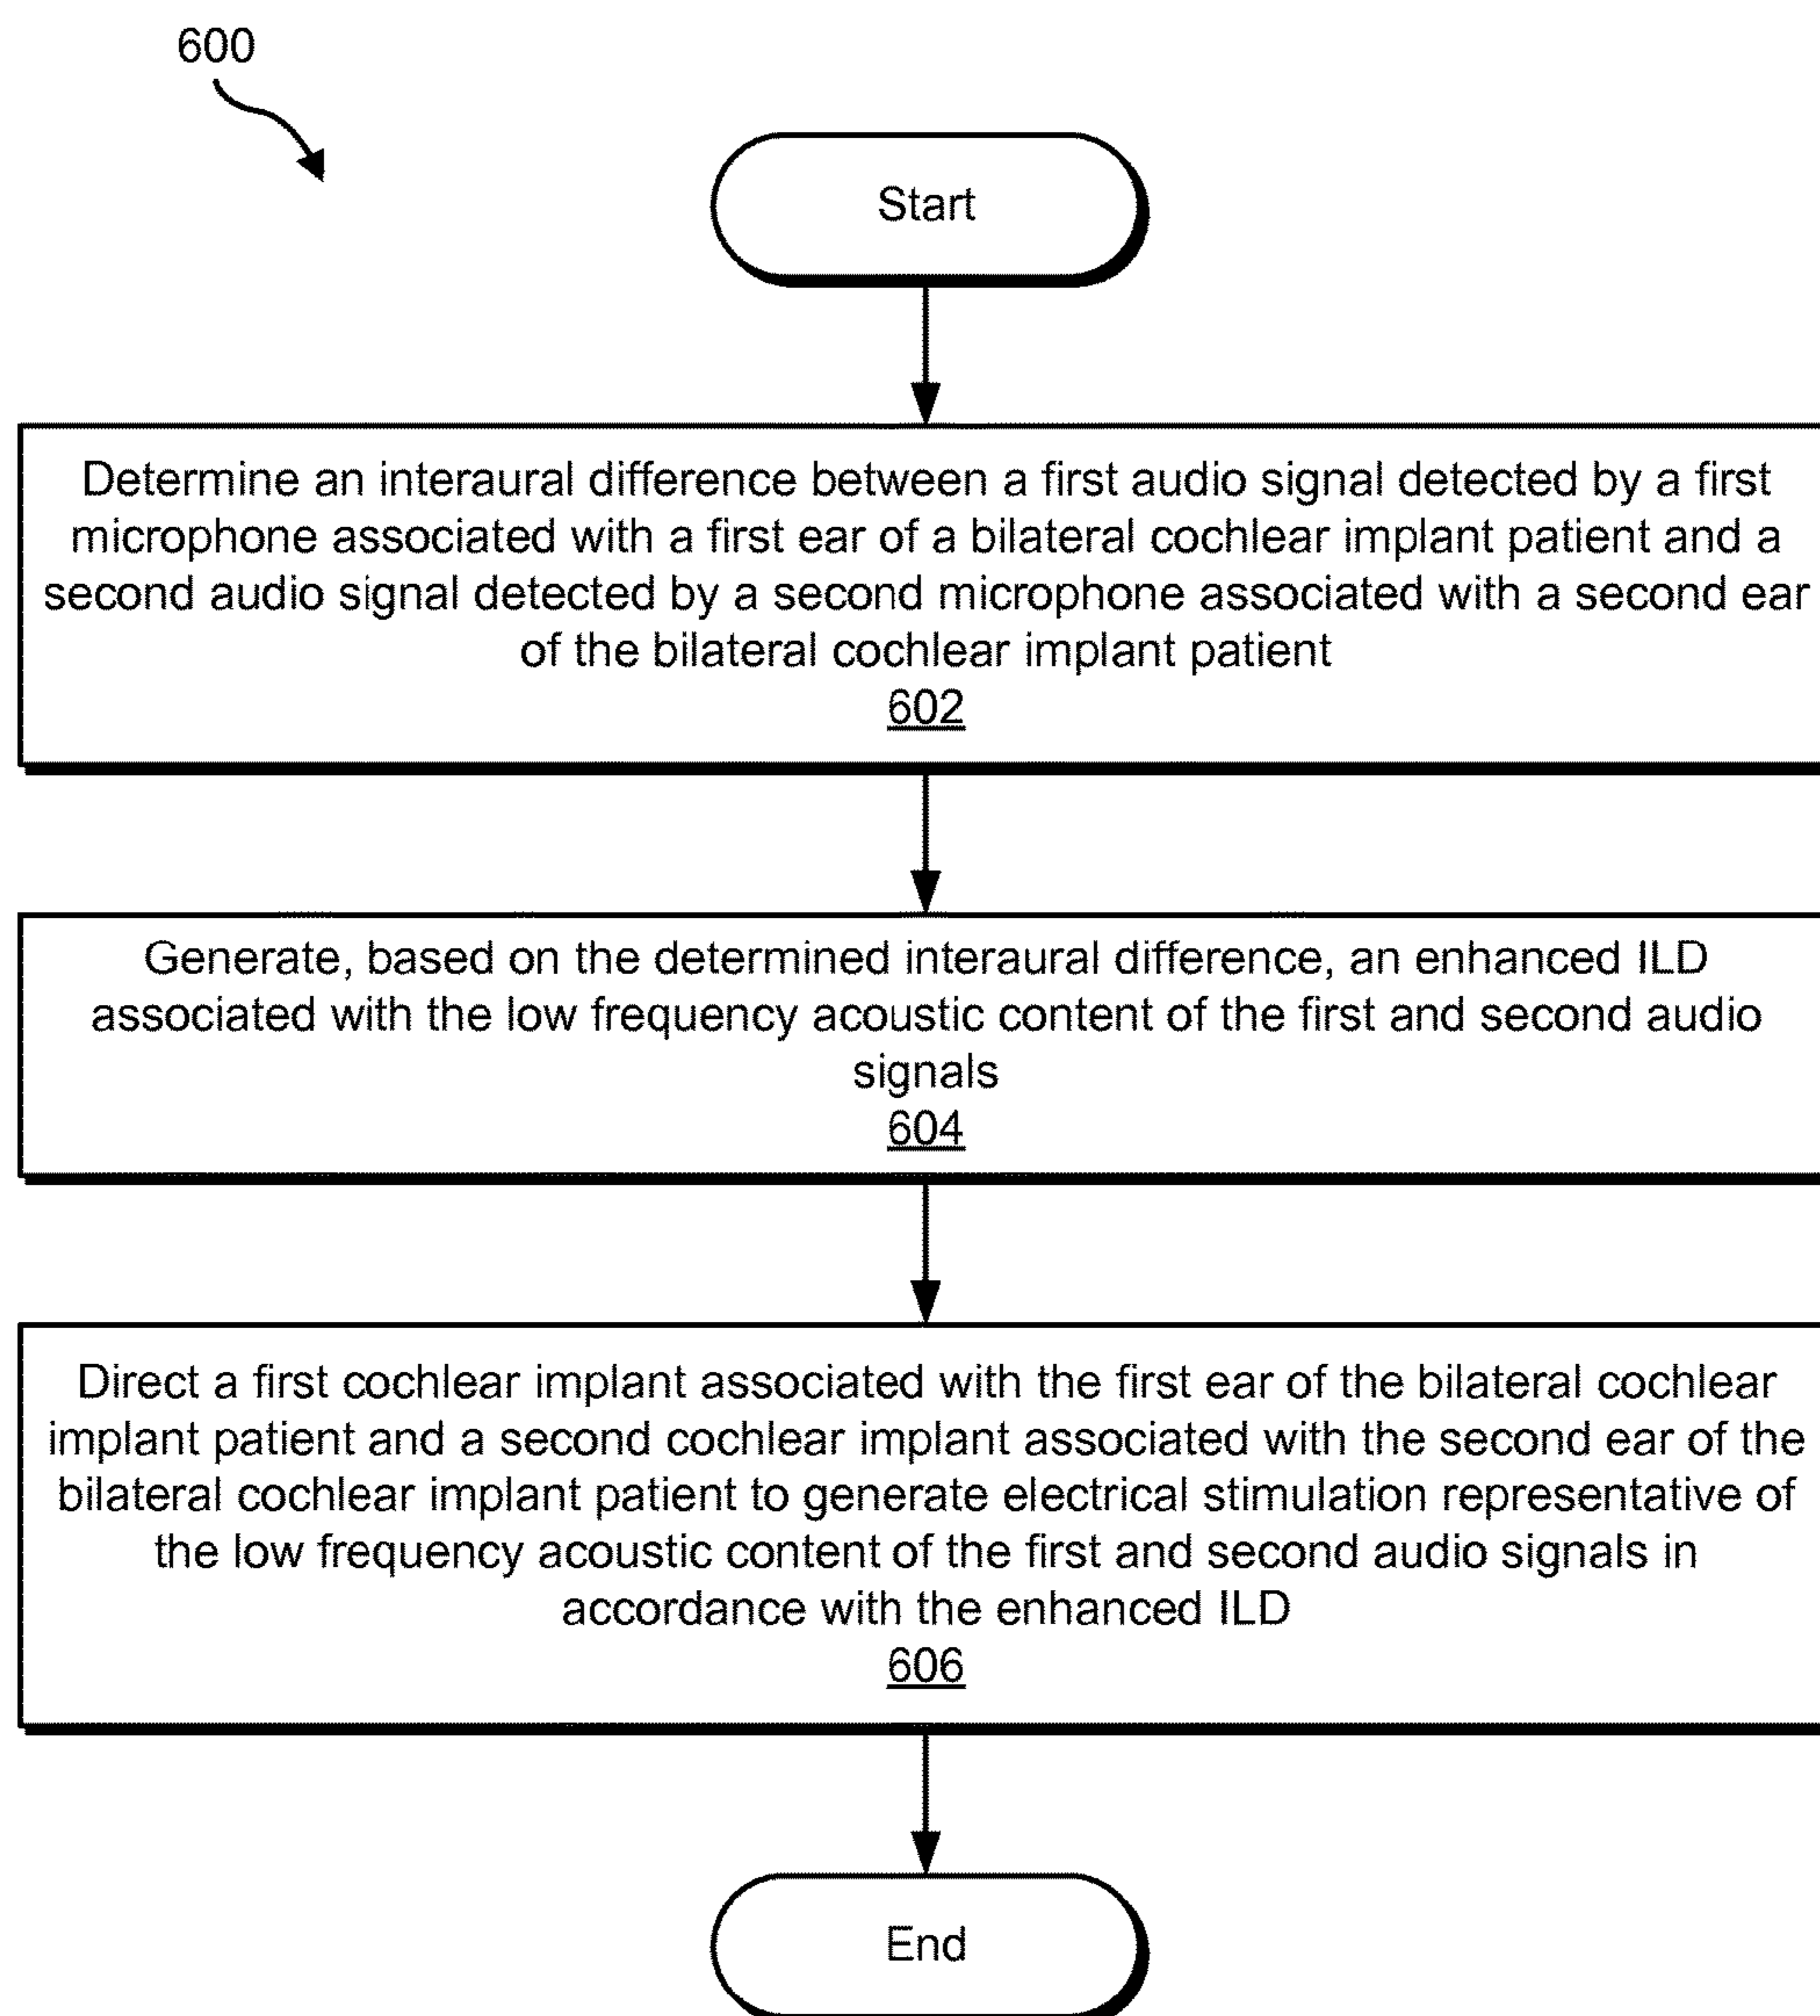 600
Start
Determine an interaural difference between a first audio signal detected by a first
microphone associated with a first ear of a bilateral cochlear implant patient and a
second audio signal detected by a second microphone associated with a second ear
of the bilateral cochlear implant patient
602
Generate, based on the determined interaural difference, an enhanced ILD
associated with the low frequency acoustic content of the first and second audio
signals
604
Direct a first cochlear implant associated with the first ear of the bilateral cochlear
implant patient and a second cochlear implant associated with the second ear of the
bilateral cochlear implant patient to generate electrical stimulation representative of
the low frequency acoustic content of the first and second audio signals in
accordance with the enhanced ILD
606
End